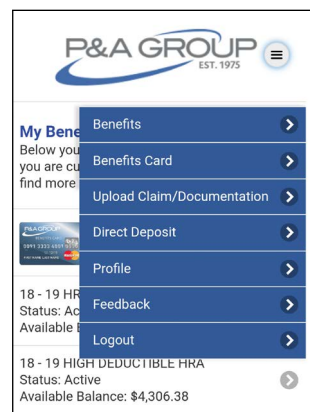 P&A GROUP
EST. 1975
My Bene
Below you
you are cu
find more
Benefits
Benefits Card
Upload Claim/Documentation
Direct Deposit
Profile
Feedback
Logout
P&A GROUP
18 - 19 HR
Status: Ac
Available B
18 - 19 HIGH DEDUCTIBLE HRA
Status: Active
Available Balance: $4,306.38